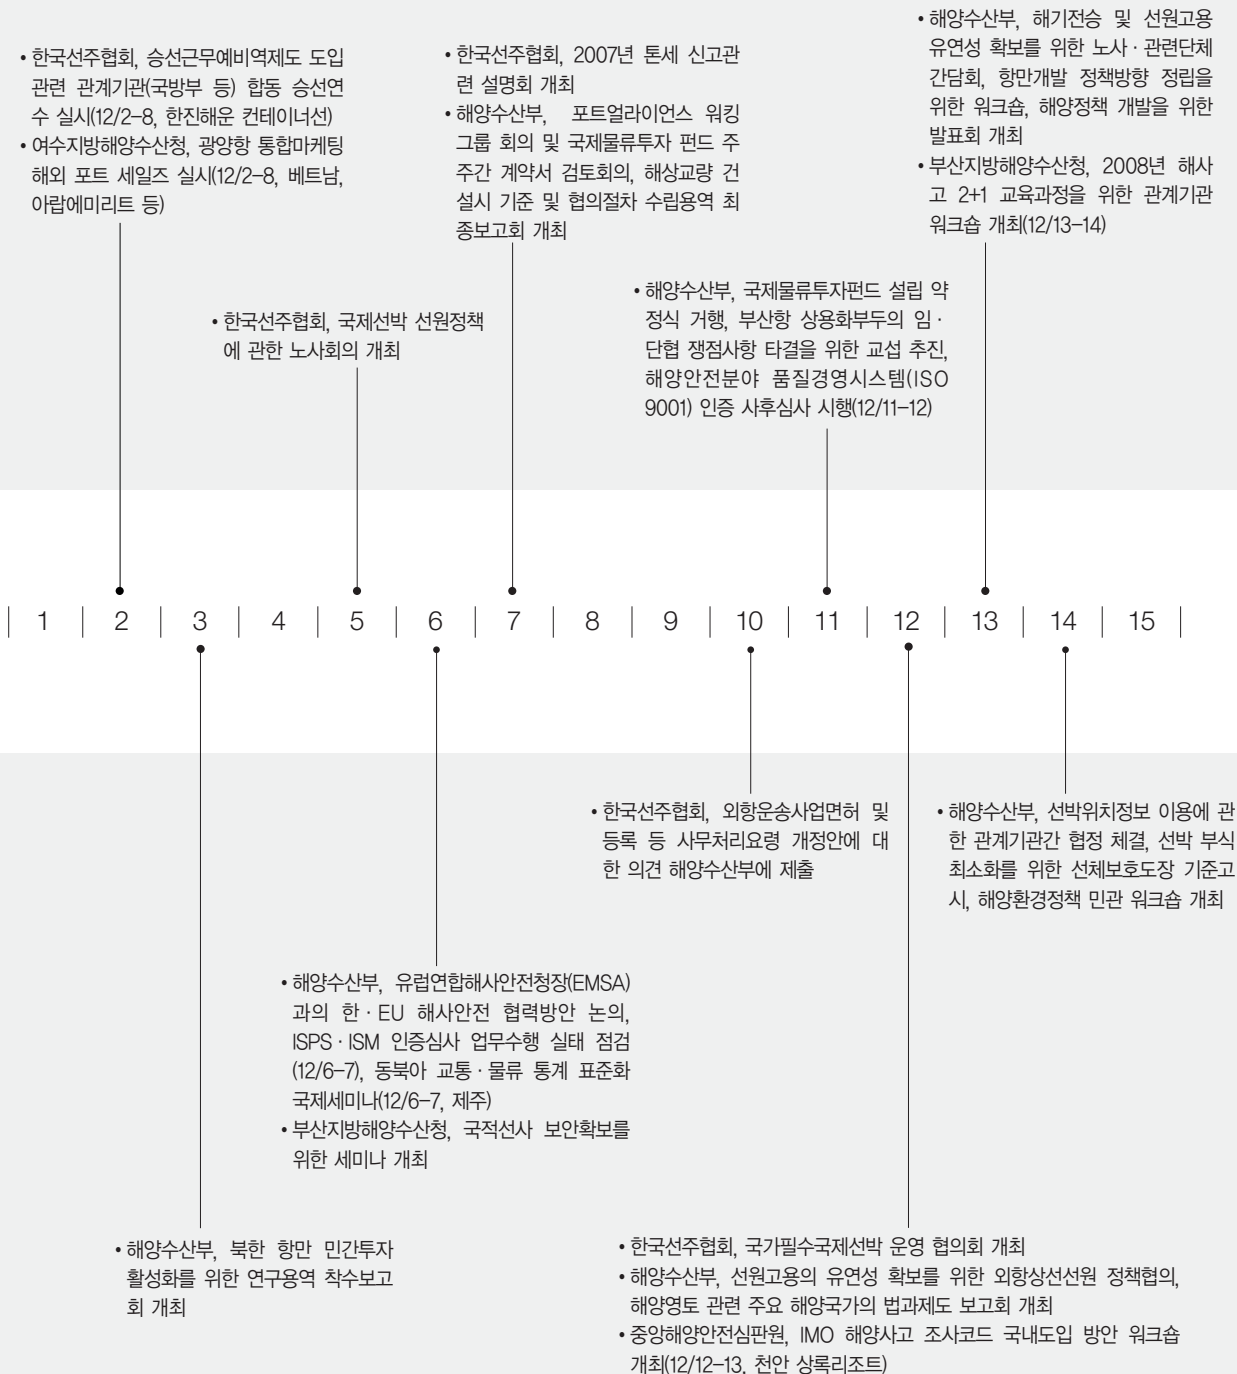 • 한국선주협회, 승선근무예비역제도 도입
관련 관계기관(국방부 등) 합동 승선연
수 실시(12/2-8, 한진해운 컨테이너선)
• 여수지방해양수산청, 광양항 통합마케팅
해외 포트 세일즈 실시(12/2-8, 베트남,
아랍에미리트 등)
• 한국선주협회, 국제선박 선원정책
에 관한 노사회의 개최
• 한국선주협회, 2007년 톤세 신고관
련 설명회 개최
• 해양수산부, 포트얼라이언스 워킹
그룹 회의 및 국제물류투자 펀드 주
주간 계약서 검토회의, 해상교량 건
설시 기준 및 협의절차 수립용역 최
종보고회 개최
• 해양수산부, 국제물류투자펀드 설립 약
정식 거행, 부산항 상용화부두의 임·
단협 쟁점사항 타결을 위한 교섭 추진,
해양안전분야 품질경영시스템(ISO
9001) 인증 사후심사 시행(12/11-12)
• 해양수산부, 해기전승 및 선원고용
유연성 확보를 위한 노사·관련단체
간담회, 항만개발 정책방향 정립을
위한 워크숍, 해양정책 개발을 위한
발표회 개최
• 부산지방해양수산청, 2008년 해사
고 2+1 교육과정을 위한 관계기관
워크숍 개최(12/13-14)
1 2 3 4 5 6 7 8 9 10 11 12 13 14 15
• 해양수산부, 북한 항만 민간투자
활성화를 위한 연구용역 착수보고
회 개최
• 해양수산부, 유럽연합해사안전청장(EMSA)
과의 한·EU 해사안전 협력방안 논의,
ISPS·ISM 인증심사 업무수행 실태 점검
(12/6-7), 동북아 교통·물류 통계 표준화
국제세미나(12/6-7, 제주)
• 부산지방해양수산청, 국적선사 보안확보를
위한 세미나 개최
• 한국선주협회, 외항운송사업면허 및
등록 등 사무처리요령 개정안에 대
한 의견 해양수산부에 제출
• 한국선주협회, 국가필수국제선박 운영 협의회 개최
• 해양수산부, 선원고용의 유연성 확보를 위한 외항상선선원 정책협의,
해양영토 관련 주요 해양국가의 법과제도 보고회 개최
• 중앙해양안전심판원, IMO 해양사고 조사코드 국내도입 방안 워크숍
개최(12/12-13, 천안 상록리조트)
• 해양수산부, 선박위치정보 이용에 관
한 관계기관간 협정 체결, 선박 부식
최소화를 위한 선체보호도장 기준고
시, 해양환경정책 민관 워크숍 개최